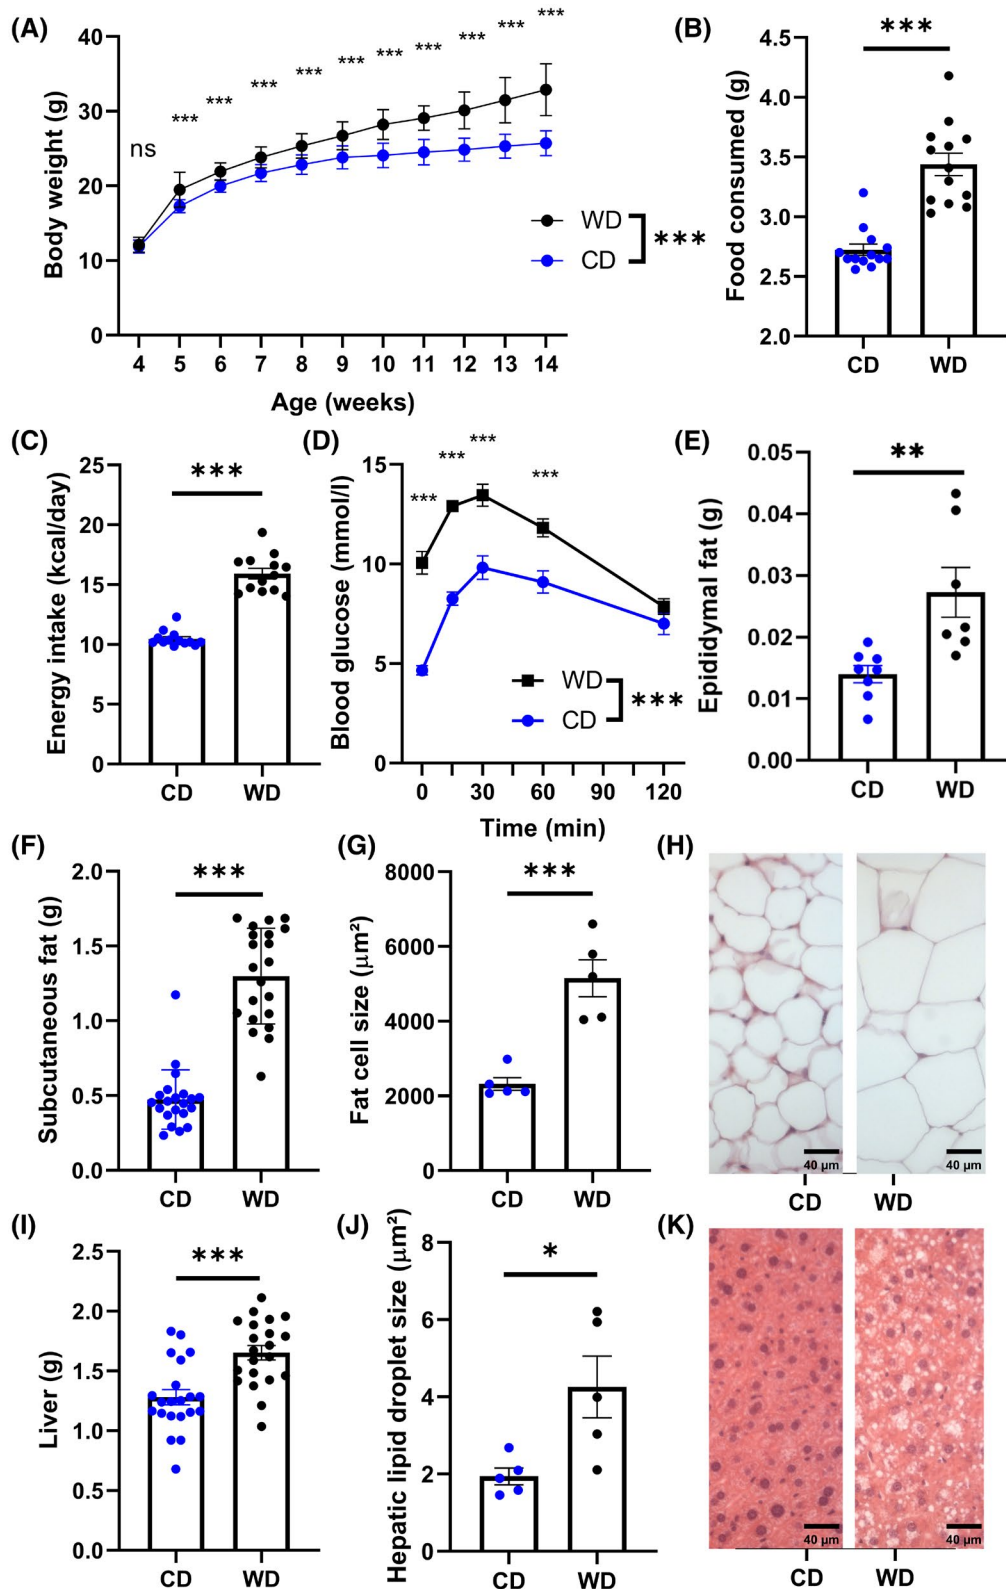 (A)
Body weight (g)
40
30
20
10
0
ns
***
***
***
***
***
***
***
***
***
***
WD
CD
***
4 5 6 7 8 9 10 11 12 13 14
Age (weeks)
(B)
Food consumed (g)
4.5
4.0
3.5
3.0
2.5
2.0
***
CD WD
(C)
Energy intake (kcal/day)
25
20
15
10
5
0
***
CD WD
(D)
Blood glucose (mmol/l)
15
10
5
0
***
***
***
***
WD
CD
***
0 30 60 90 120
Time (min)
(E)
Epididymal fat (g)
0.05
0.04
0.03
0.02
0.01
0.00
**
CD WD
(F)
Subcutaneous fat (g)
2.0
1.5
1.0
0.5
0.0
***
CD WD
(G)
Fat cell size (µm²)
8000
6000
4000
2000
0
***
CD WD
(H)
40 µm
40 µm
CD WD
(I)
Liver (g)
2.5
2.0
1.5
1.0
0.5
0.0
***
CD WD
(J)
Hepatic lipid droplet size (µm²)
8
6
4
2
0
*
CD WD
(K)
40 µm
40 µm
CD WD